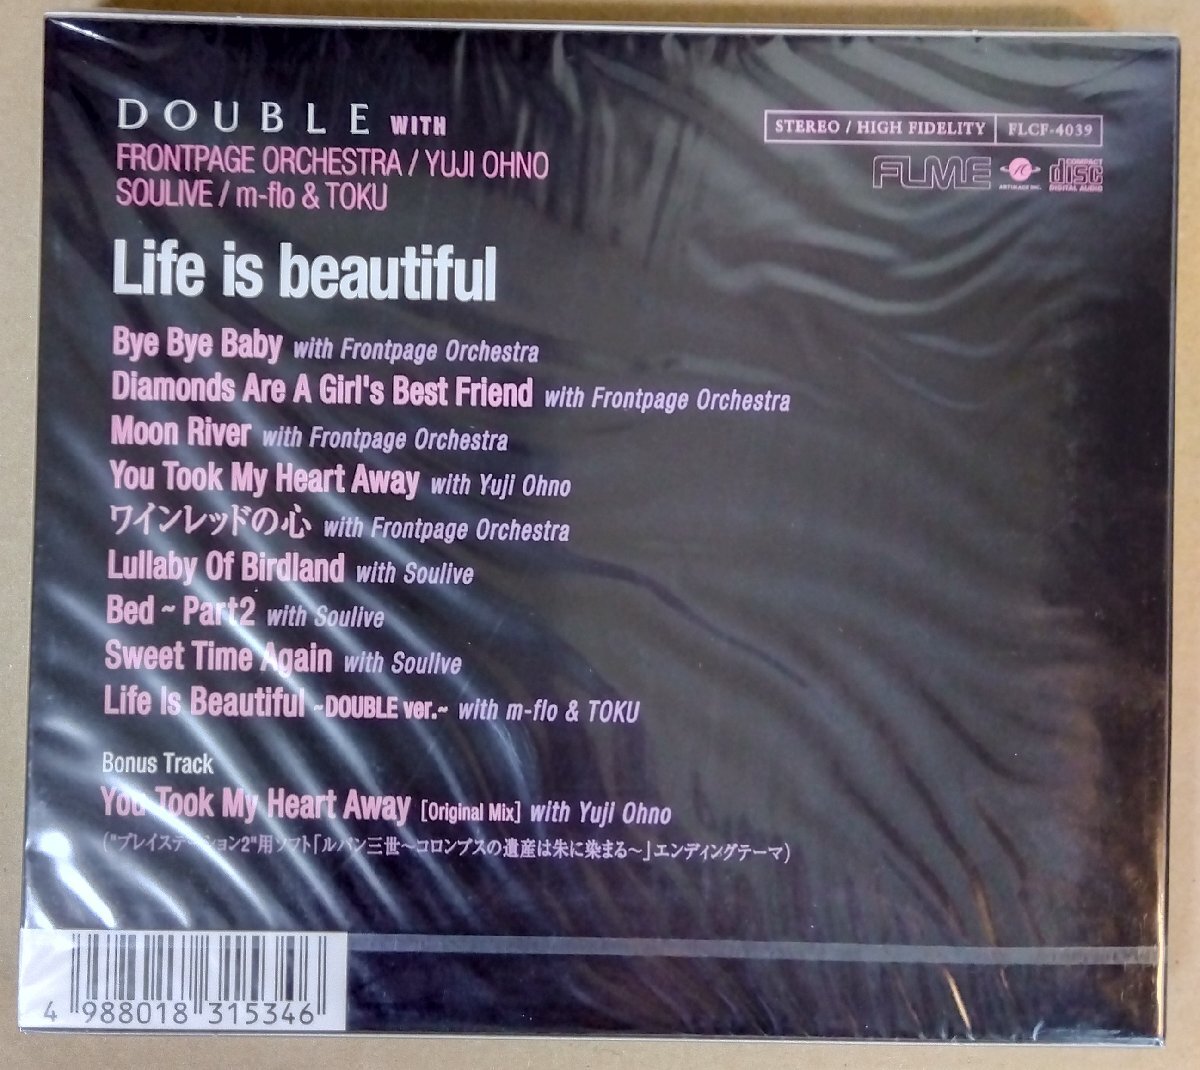 DOUBLE WITH
FRONTPAGE ORCHESTRA / YUJI OHNO
SOULIVE / m-flo & TOKU
STEREO / HIGH FIDELITY FLCF-4039
FLME ARTIMAGE INC. COMPACT disc DIGITAL AUDIO
Life is beautiful
Bye Bye Baby with Frontpage Orchestra
Diamonds Are A Girl's Best Friend with Frontpage Orchestra
Moon River with Frontpage Orchestra
You Took My Heart Away with Yuji Ohno
ワインレッドの心 with Frontpage Orchestra
Lullaby Of Birdland with Soulive
Bed ~ Part2 with Soulive
Sweet Time Again with Soulive
Life Is Beautiful ~DOUBLE ver.~ with m-flo & TOKU
Bonus Track
You Took My Heart Away [Original Mix] with Yuji Ohno
("プレイステーション2"用ソフト「ルパン三世～コロンブスの遺産は朱に染まる～」エンディングテーマ)
4 988018 315346